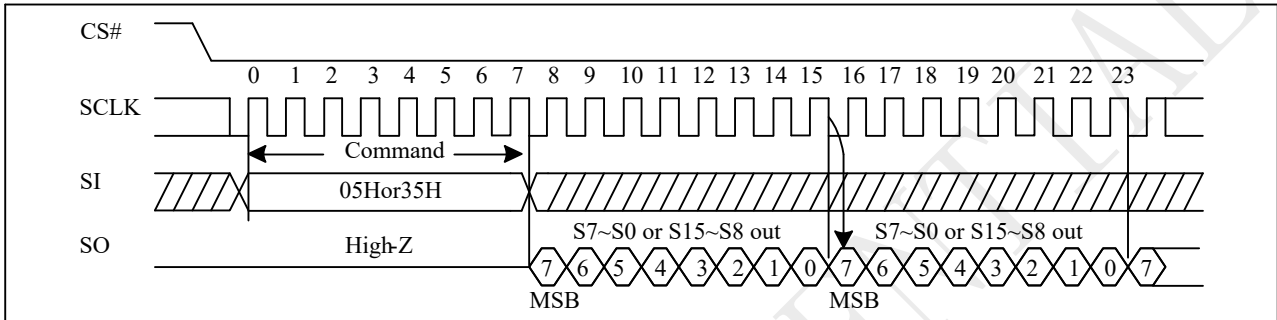 CS#
0 1 2 3 4 5 6 7 8 9 10 11 12 13 14 15 16 17 18 19 20 21 22 23
SCLK
Command
SI
05Hor35H
S7~S0 or S15~S8 out S7~S0 or S15~S8 out
SO
High-Z
7 6 5 4 3 2 1 0 7 6 5 4 3 2 1 0 7
MSB MSB